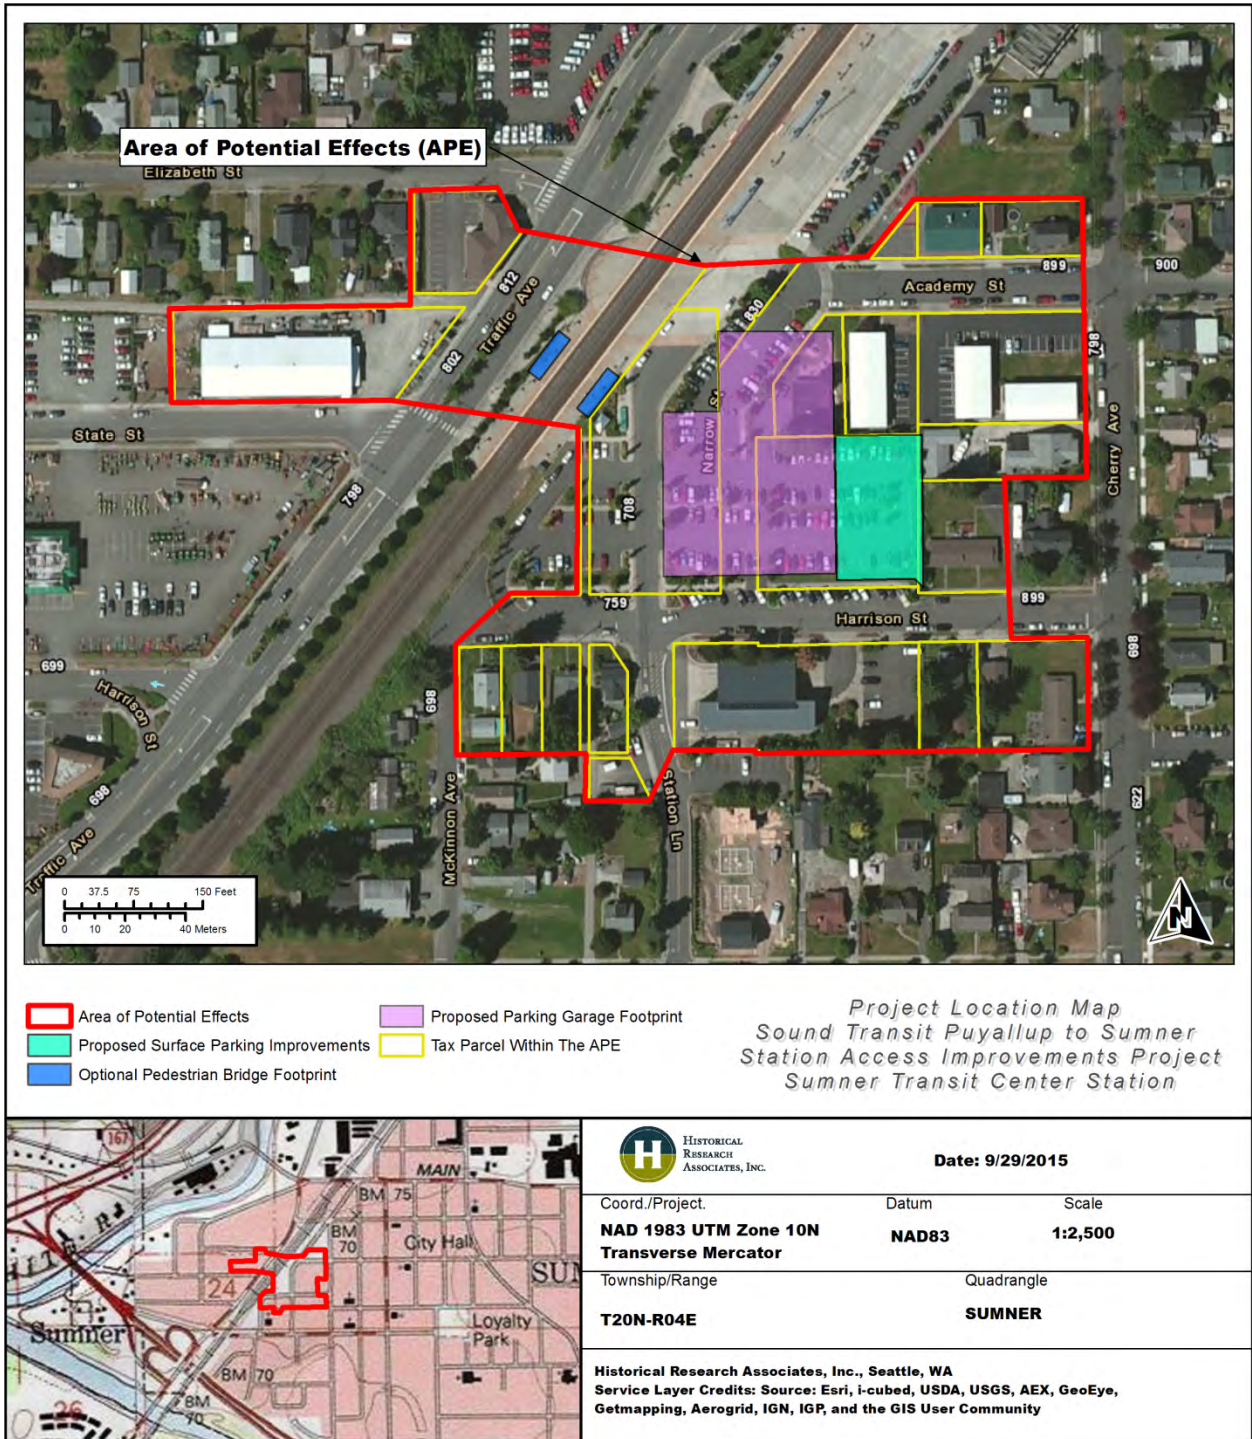 Area of Potential Effects (APE)
Elizabeth St
812
Traffic Ave
802
830
899
900
Academy St
798
State St
Narrow St
708
798
Cherry Ave
759
899
Harrison St
699
Harrison St
698
698
698
McKinnon Ave
Station Ln
622
Traffic Ave
0 37.5 75 150 Feet
0 10 20 40 Meters
N
Area of Potential Effects
Proposed Parking Garage Footprint
Proposed Surface Parking Improvements
Tax Parcel Within The APE
Optional Pedestrian Bridge Footprint
Project Location Map
Sound Transit Puyallup to Sumner
Station Access Improvements Project
Sumner Transit Center Station
167
MAIN
BM 75
BM
70
City Hall
24
SUM
Sumner
Loyalty
Park
BM 70
BM
70
26
H
HISTORICAL
RESEARCH
ASSOCIATES, INC.
Date: 9/29/2015
Coord./Project.
Datum
Scale
NAD 1983 UTM Zone 10N
Transverse Mercator
NAD83
1:2,500
Township/Range
Quadrangle
T20N-R04E
SUMNER
Historical Research Associates, Inc., Seattle, WA
Service Layer Credits: Source: Esri, i-cubed, USDA, USGS, AEX, GeoEye,
Getmapping, Aerogrid, IGN, IGP, and the GIS User Community